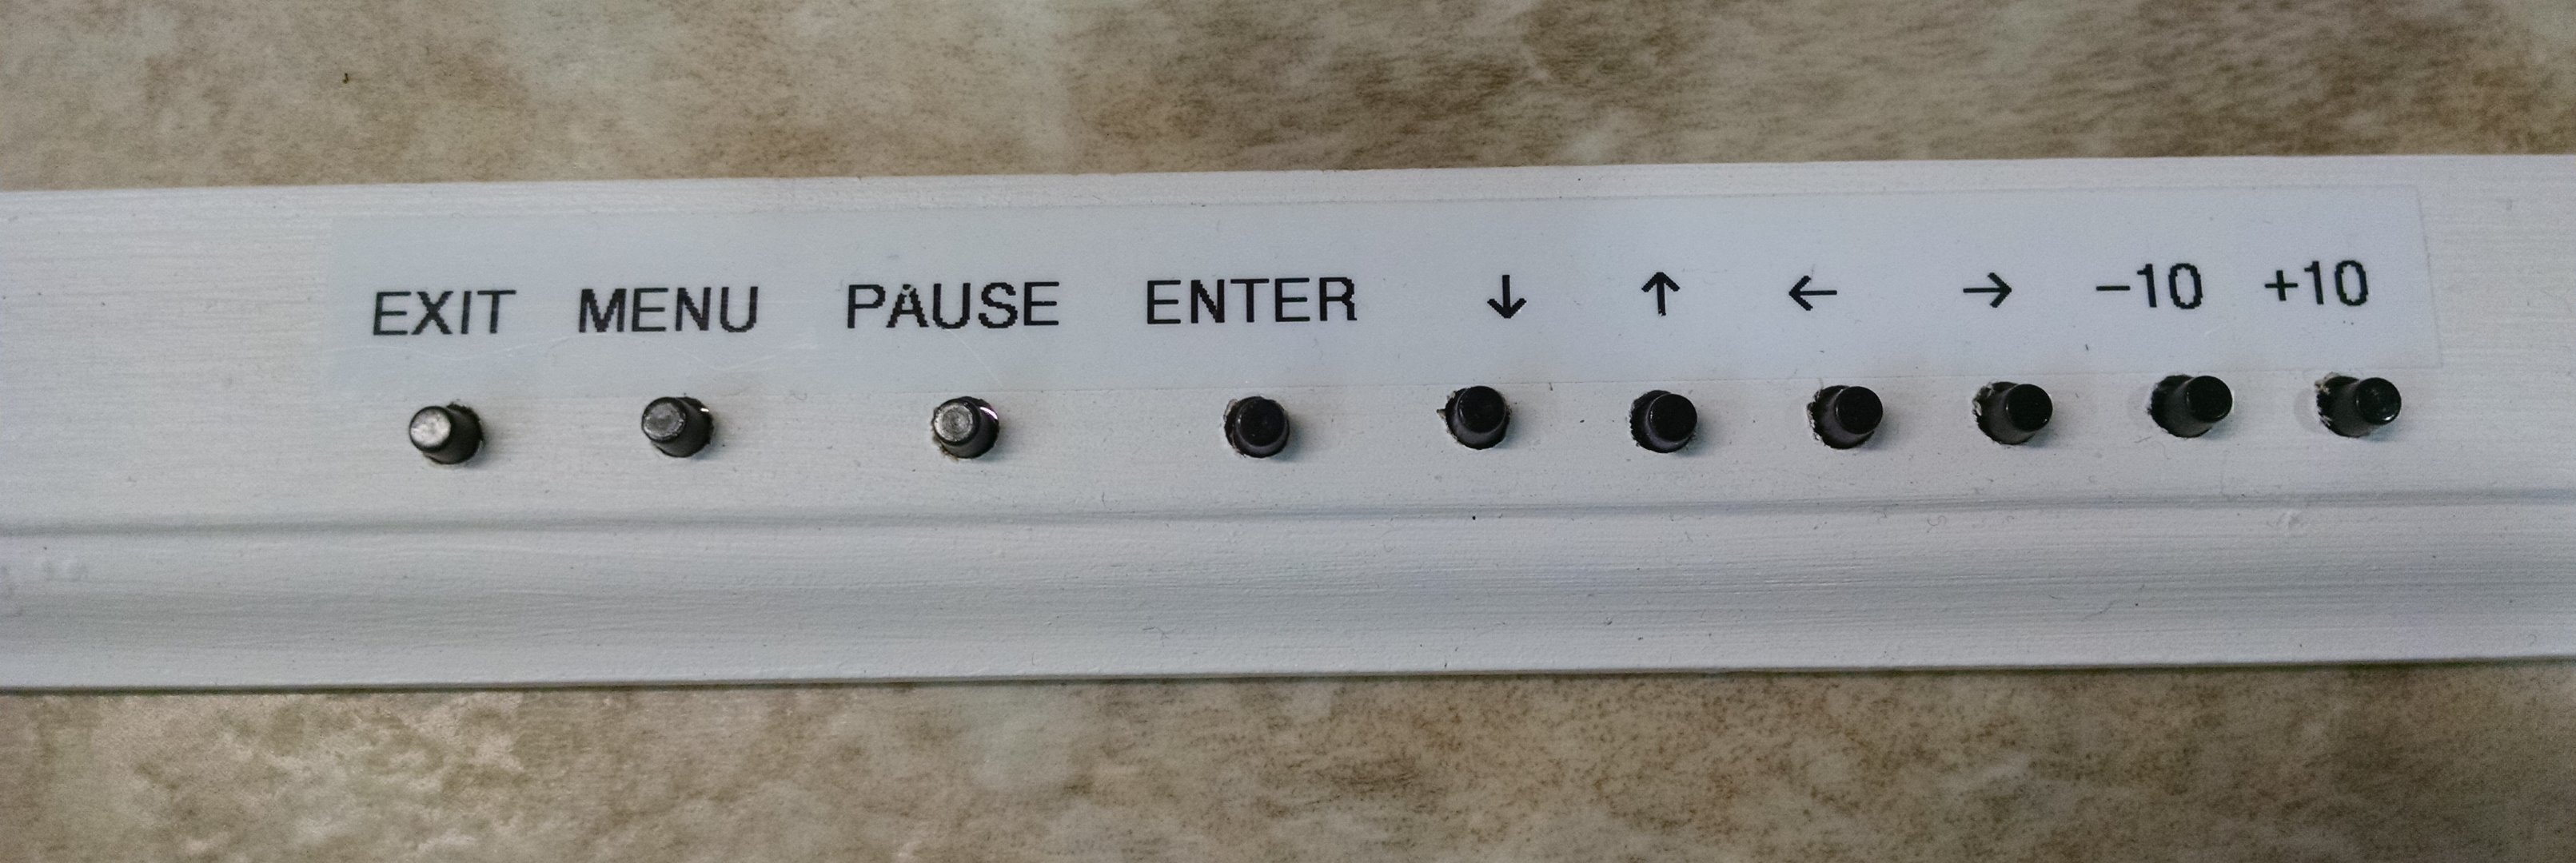 EXIT MENU PAUSE ENTER ↓ ↑ ← → –10 +10